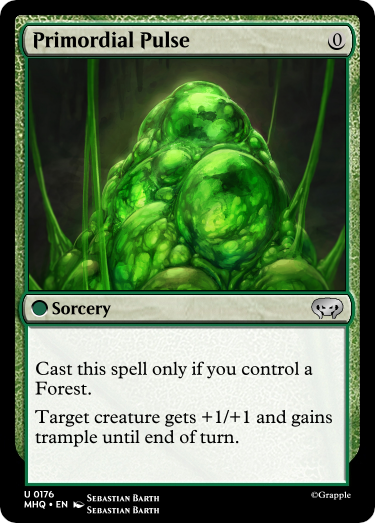 Primordial Pulse 0
Sorcery
Cast this spell only if you control a
Forest.
Target creature gets +1/+1 and gains
trample until end of turn.
U 0176
MHQ • EN SEBASTIAN BARTH
SEBASTIAN BARTH
©Grapple